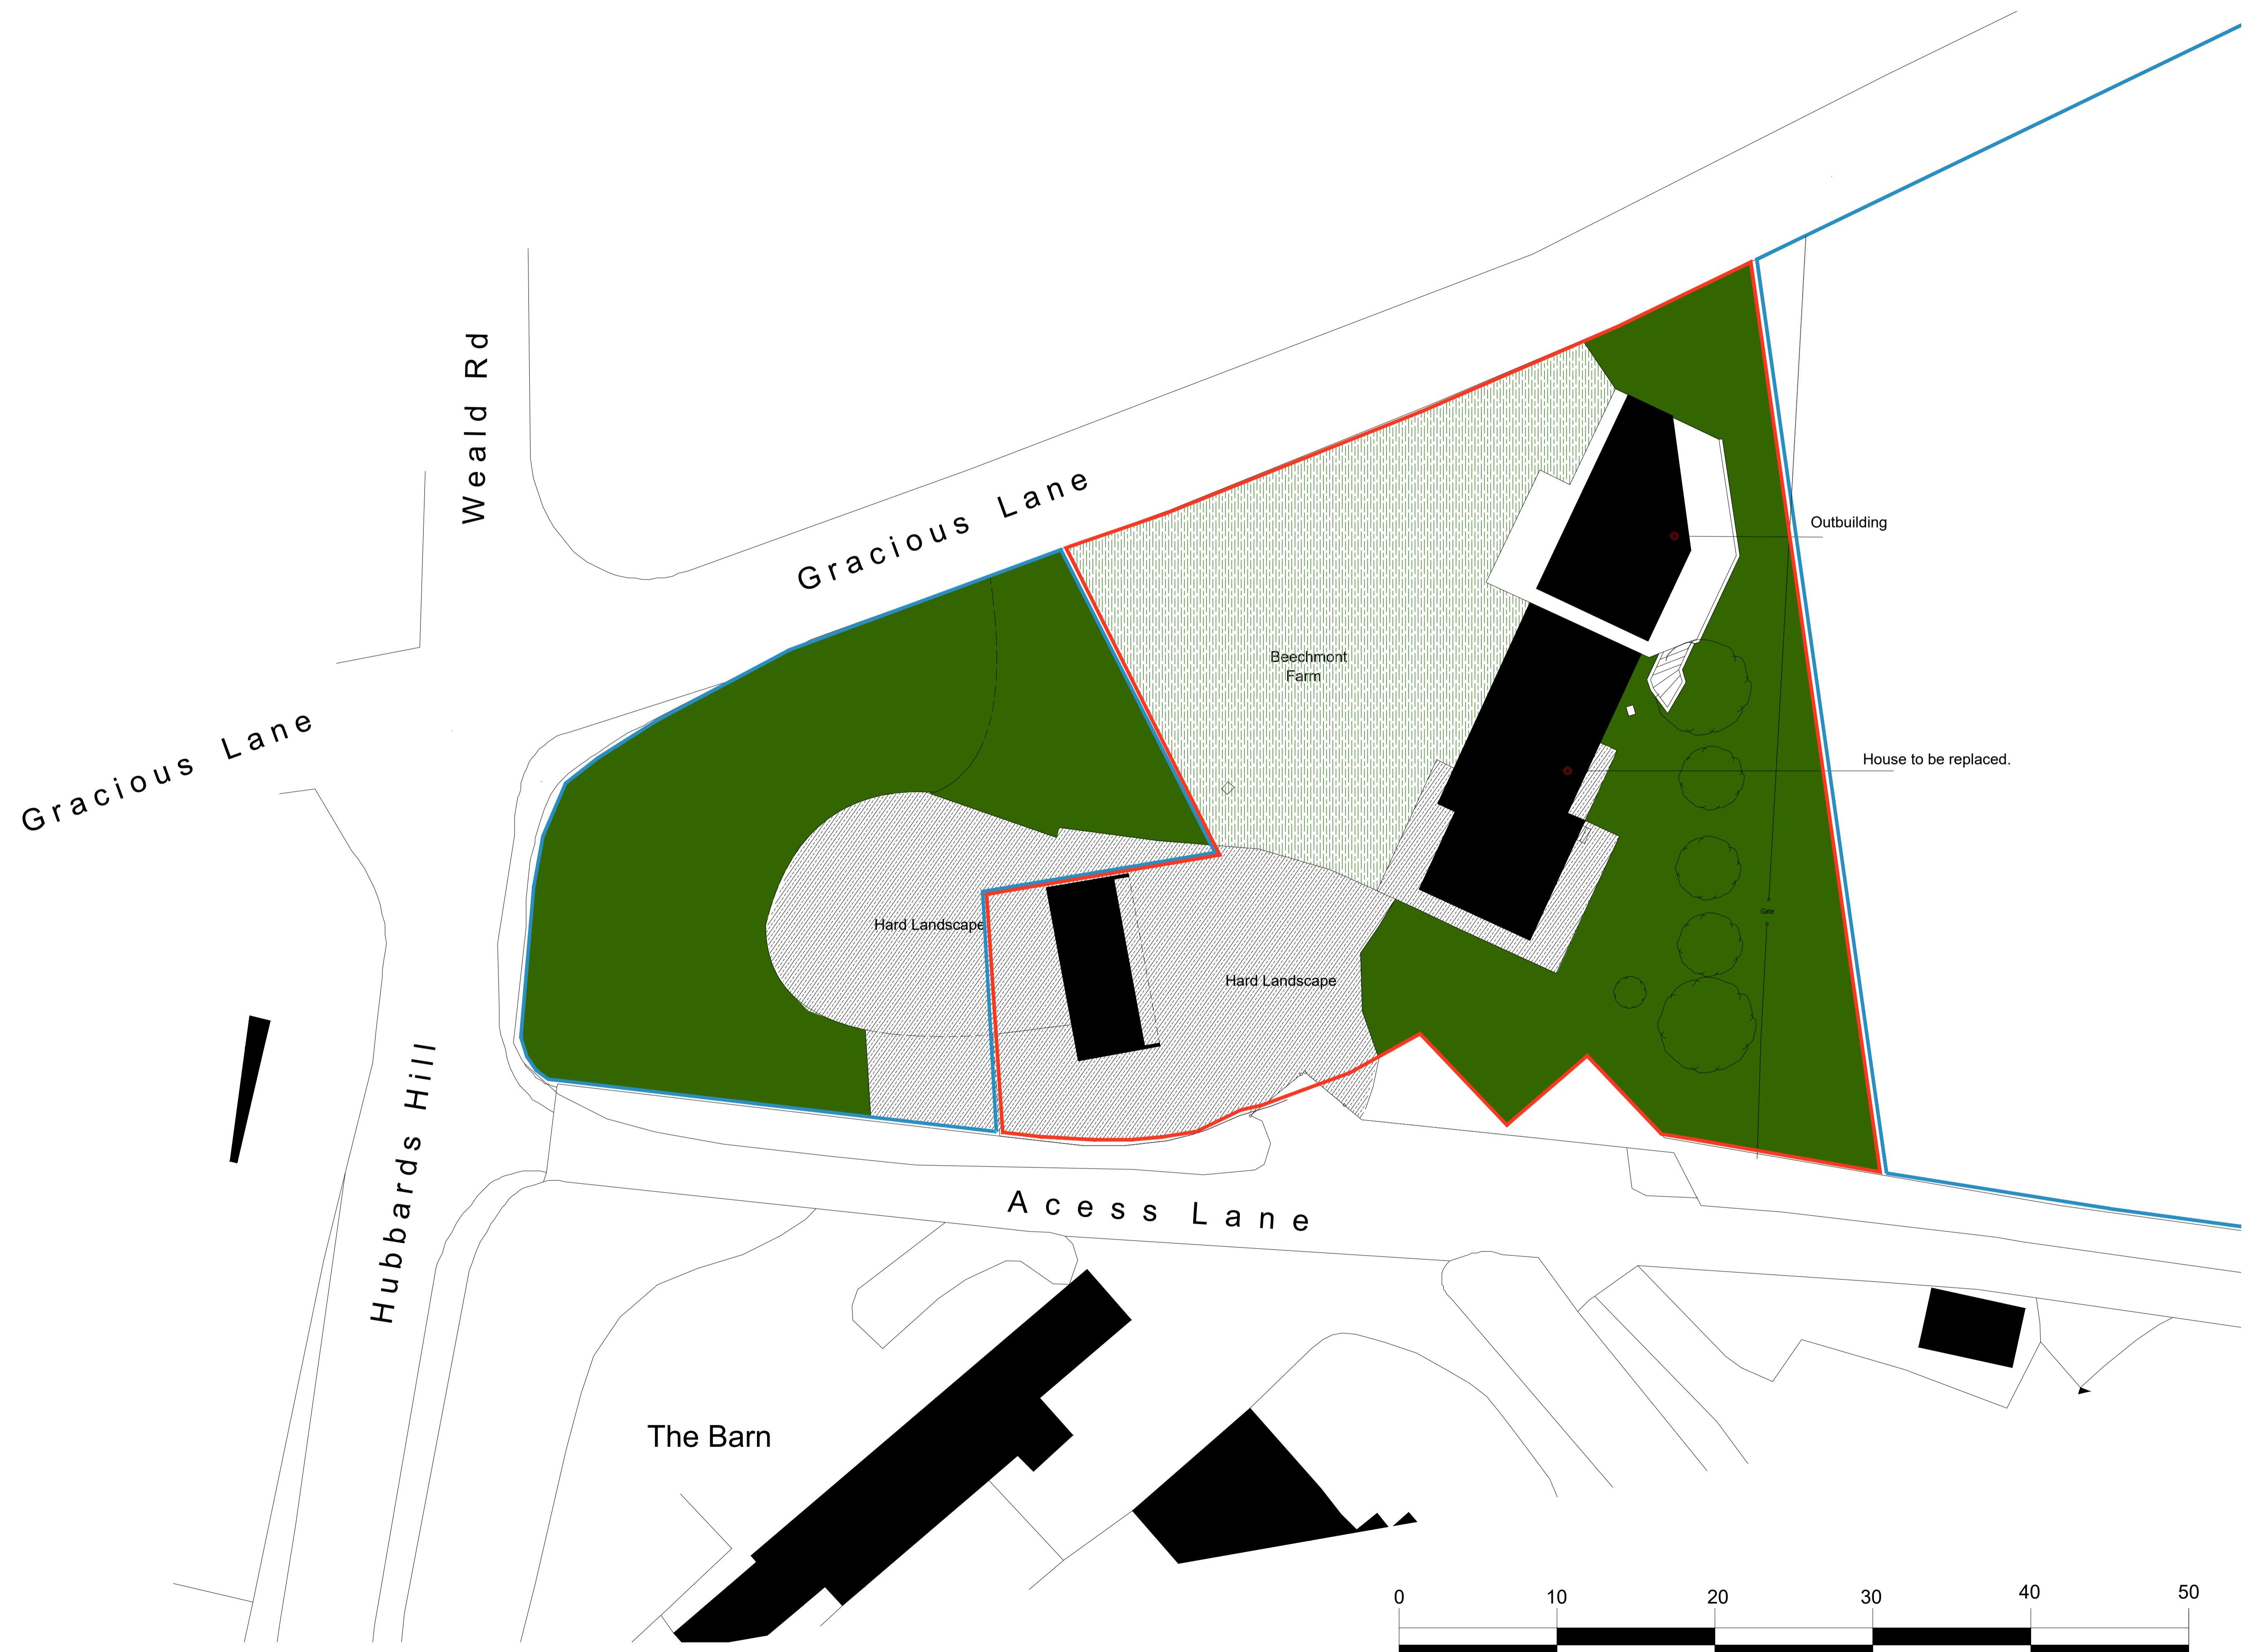 Weald Rd
Gracious Lane
Outbuilding
Beechmont
Farm
Gracious Lane
House to be replaced.
Gate
Hard Landscape
Hard Landscape
Hubbards Hill
Acess Lane
The Barn
0 10 20 30 40 50